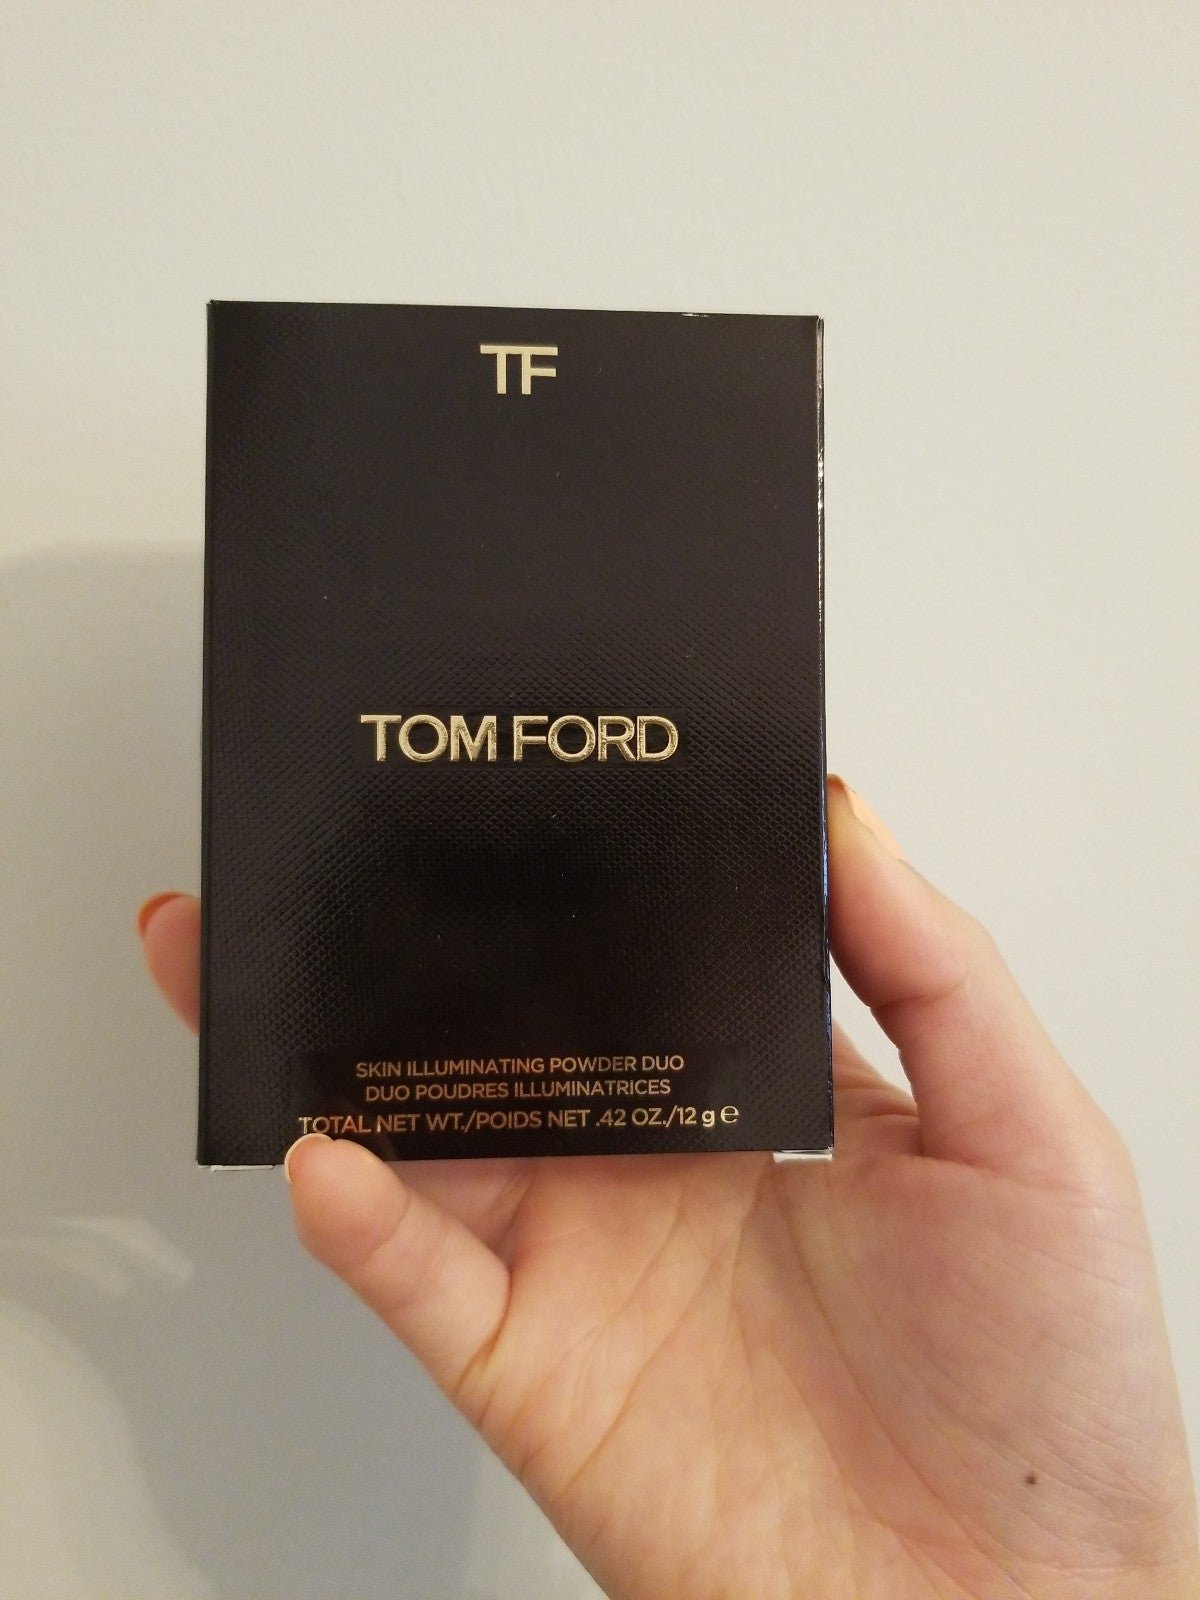 TF
TOM FORD
SKIN ILLUMINATING POWDER DUO
DUO POUDRES ILLUMINATRICES
TOTAL NET WT./POIDS NET .42 OZ./12 g ℮